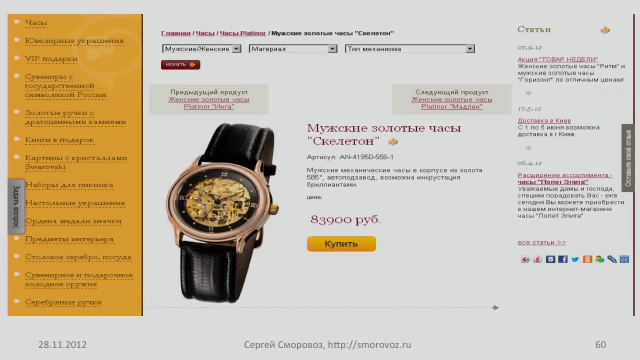 Часы
Ювелирные украшения
VIP подарки
Сувениры с
государственной
символикой России
Золотые ручки с
драгоценными камнями
Книги в подарок
Картины с кристаллами
Swarovski
Наборы для пикника
Настольные украшения
Ордена медали значки
Предметы интерьера
Столовое серебро, посуда
Сувенирное и подарочное
холодное оружие
Серебряные ручки
Задать вопрос
Главная / Часы / Часы Platinor / Мужские золотые часы "Скелетон"
Мужские/Женские
Материал
Тип механизма
искать
Предыдущий продукт
Женские золотые часы
Platinor "Инга"
Следующий продукт
Женские золотые часы
Platinor "Мадлен"
Мужские золотые часы
"Скелетон"
Артикул: AN-41950-556-1
Мужские механические часы в корпусе из золота
585°, автоподзавод, возможна инкрустация
бриллиантами.
цена:
83900 руб.
Купить
Статьи
27.9.12
Акция "ТОВАР НЕДЕЛИ"
Женские золотые часы "Ритм" и
мужские золотые часы
"Горизонт" по отличным ценам!
17.5.12
Доставка в Киев
С 1 по 5 июня возможна
доставка в г. Киев.
26.4.12
Расширение ассортимента -
часы "Полет Элита"
Уважаемые дамы и господа,
спешим порадовать Вас - уже
сегодня Вы можете приобрести
в нашем интернет-магазине
часы "Полет Элита"
все статьи >>
Оставьте свой отзыв
28.11.2012
Сергей Сморовоз, http://smorovoz.ru
60